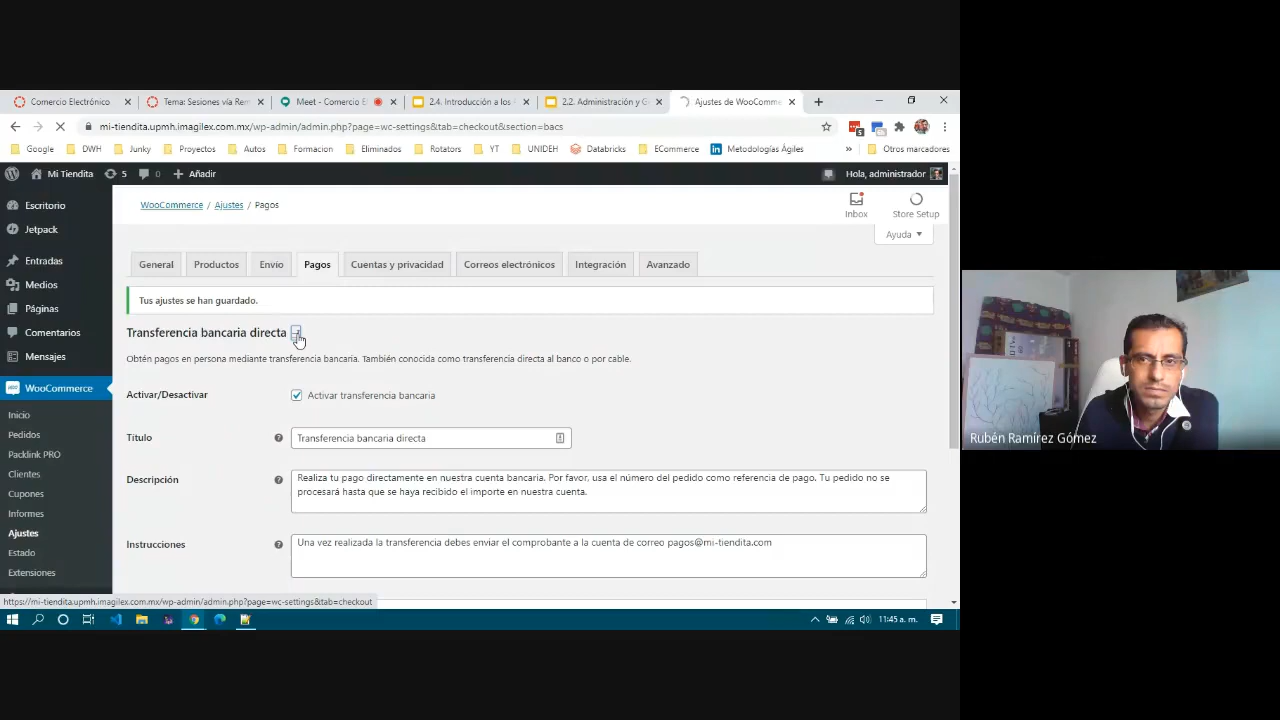 Comercio Electrónico
Tema: Sesiones vía Rem
Meet - Comercio E
2.4. Introducción a los
2.2. Administración y G
Ajustes de WooComme
mi-tiendita.upmh.imagilex.com.mx/wp-admin/admin.php?page=wc-settings&tab=checkout&section=bacs
5
Google DWH Junky Proyectos Autos Formacion Eliminados Rotators YT UNIDEH Databricks ECommerce Metodologías Ágiles » Otros marcadores
Mi Tiendita 5 0 Añadir Hola, administrador
Escritorio
Jetpack
Entradas
Medios
Páginas
Comentarios
Mensajes
WooCommerce
Inicio
Pedidos
Packlink PRO
Clientes
Cupones
Informes
Ajustes
Estado
Extensiones
WooCommerce / Ajustes / Pagos
Inbox
Store Setup
Ayuda
General Productos Envío Pagos Cuentas y privacidad Correos electrónicos Integración Avanzado
Tus ajustes se han guardado.
Transferencia bancaria directa
Obtén pagos en persona mediante transferencia bancaria. También conocida como transferencia directa al banco o por cable.
Activar/Desactivar Activar transferencia bancaria
Título Transferencia bancaria directa
Descripción
Realiza tu pago directamente en nuestra cuenta bancaria. Por favor, usa el número del pedido como referencia de pago. Tu pedido no se
procesará hasta que se haya recibido el importe en nuestra cuenta.
Instrucciones
Una vez realizada la transferencia debes enviar el comprobante a la cuenta de correo pagos@mi-tiendita.com
https://mi-tiendita.upmh.imagilex.com.mx/wp-admin/admin.php?page=wc-settings&tab=checkout
11:45 a. m.
Rubén Ramírez Gómez